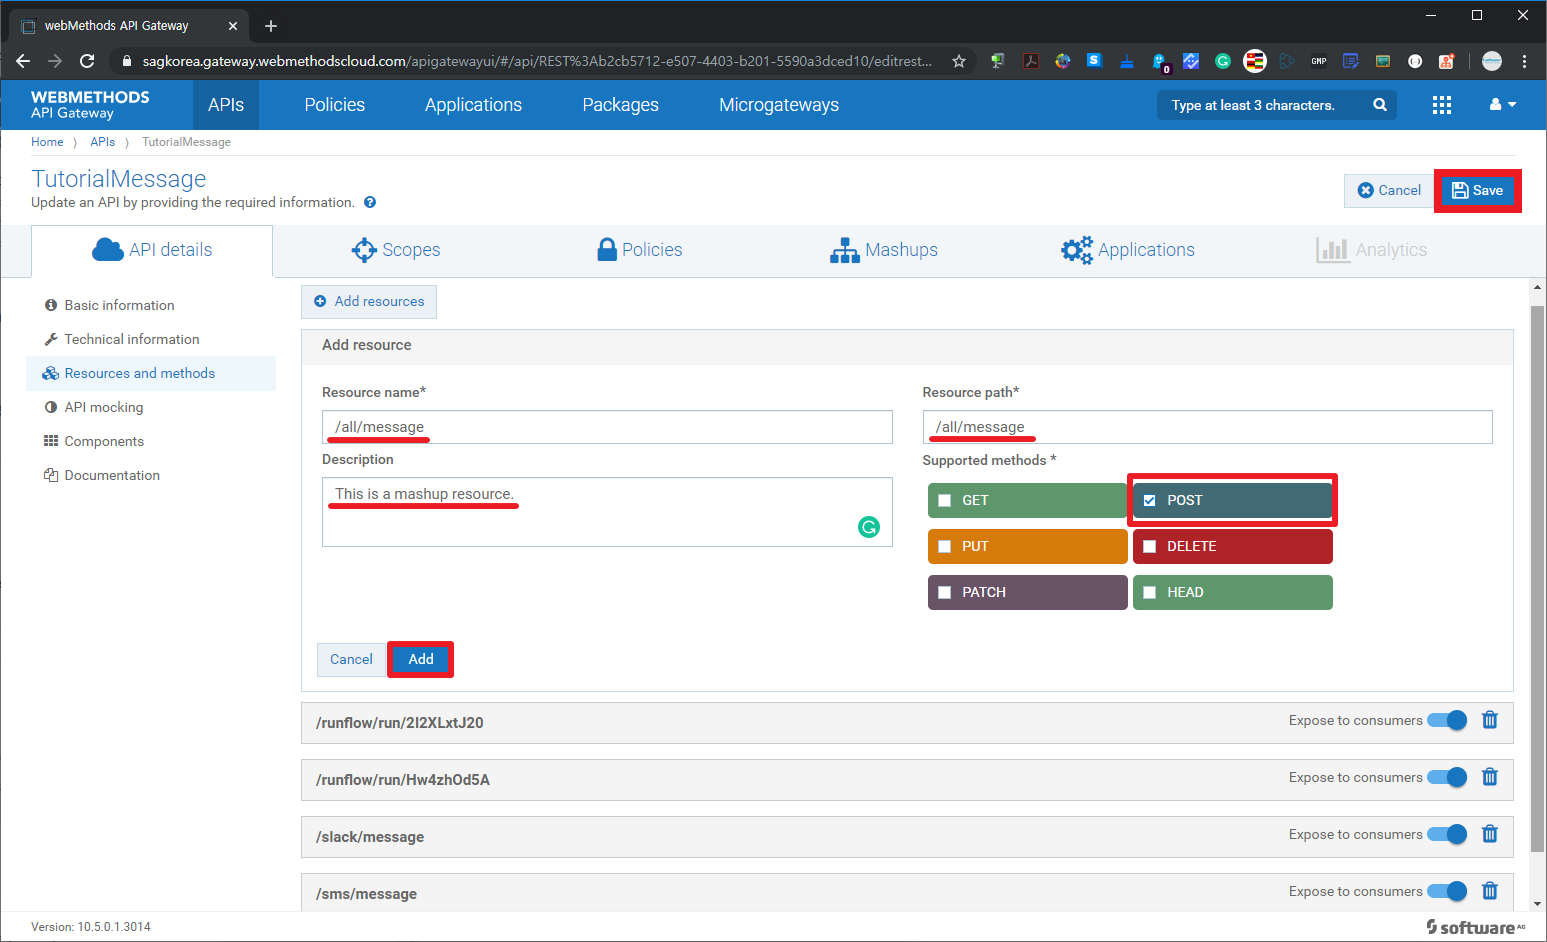 webMethods API Gateway
sagkorea.gateway.webmethodscloud.com/apigatewayui/#/api/REST%3Ab2cb5712-e507-4403-b201-5590a3dced10/editrest...
S
0
GMP
WEBMETHODS
API Gateway
APIs
Policies
Applications
Packages
Microgateways
Type at least 3 characters.
Home
APIs
TutorialMessage
TutorialMessage
Update an API by providing the required information.
Cancel
Save
API details
Scopes
Policies
Mashups
Applications
Analytics
Basic information
Technical information
Resources and methods
API mocking
Components
Documentation
Add resources
Add resource
Resource name*
Resource path*
/all/message
/all/message
Description
Supported methods *
This is a mashup resource.
GET
POST
PUT
DELETE
PATCH
HEAD
Cancel
Add
/runflow/run/2I2XLxtJ20
Expose to consumers
/runflow/run/Hw4zhOd5A
Expose to consumers
/slack/message
Expose to consumers
/sms/message
Expose to consumers
Version: 10.5.0.1.3014
software AG